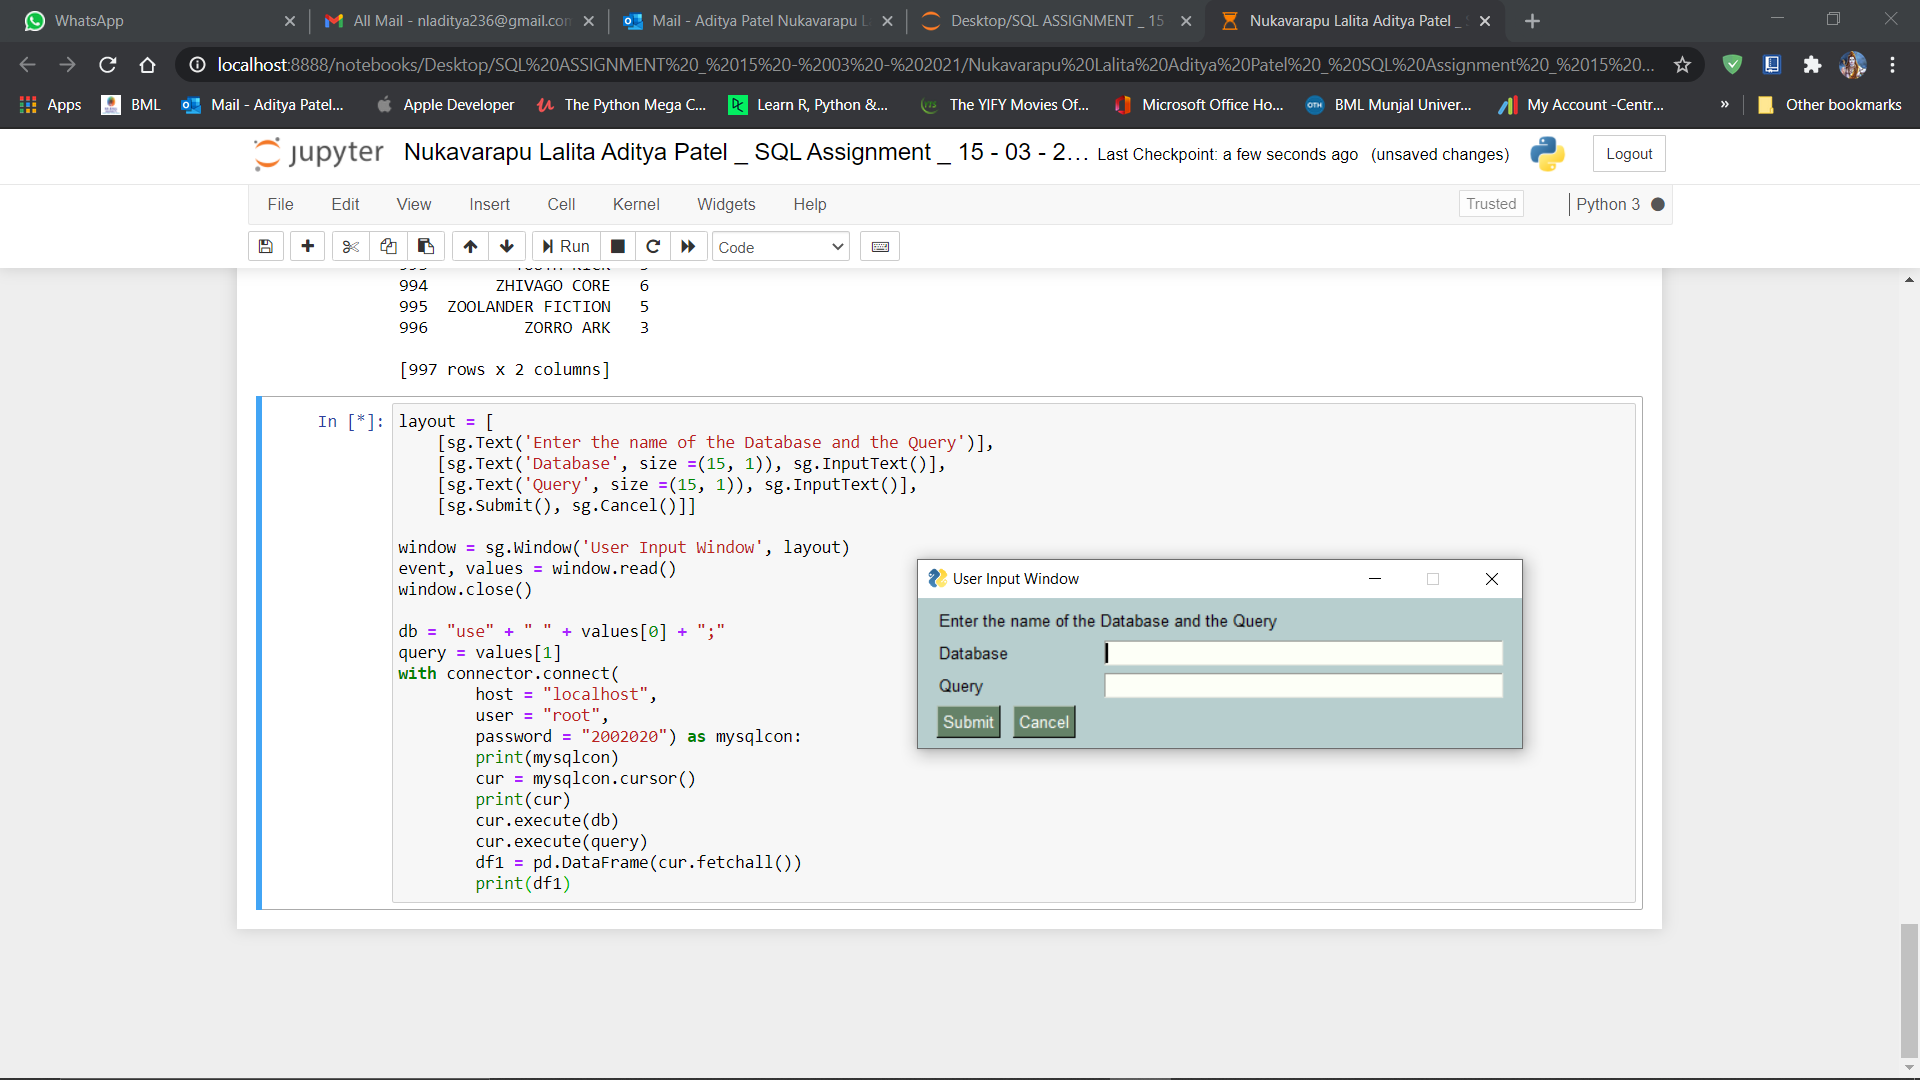 WhatsApp
All Mail - nladitya236@gmail.com
Mail - Aditya Patel Nukavarapu L
Desktop/SQL ASSIGNMENT _ 15
Nukavarapu Lalita Aditya Patel _
localhost:8888/notebooks/Desktop/SQL%20ASSIGNMENT%20_%2015%20-%2003%20-%202021/Nukavarapu%20Lalita%20Aditya%20Patel%20_%20SQL%20Assignment%20_%2015%20...
Apps BML Mail - Aditya Patel... Apple Developer The Python Mega C... Learn R, Python &... The YIFY Movies Of... Microsoft Office Ho... BML Munjal Univer... My Account -Centr... » Other bookmarks
jupyter Nukavarapu Lalita Aditya Patel _ SQL Assignment _ 15 - 03 - 2... Last Checkpoint: a few seconds ago (unsaved changes) Logout
File Edit View Insert Cell Kernel Widgets Help Trusted Python 3
Run Code
994 ZHIVAGO CORE 6
995 ZOOLANDER FICTION 5
996 ZORRO ARK 3
[997 rows x 2 columns]
In [*]: layout = [
[sg.Text('Enter the name of the Database and the Query')],
[sg.Text('Database', size =(15, 1)), sg.InputText()],
[sg.Text('Query', size =(15, 1)), sg.InputText()],
[sg.Submit(), sg.Cancel()]]
window = sg.Window('User Input Window', layout)
event, values = window.read()
window.close()
db = "use" + " " + values[0] + ";"
query = values[1]
with connector.connect(
host = "localhost",
user = "root",
password = "2002020") as mysqlcon:
print(mysqlcon)
cur = mysqlcon.cursor()
print(cur)
cur.execute(db)
cur.execute(query)
df1 = pd.DataFrame(cur.fetchall())
print(df1)
User Input Window
Enter the name of the Database and the Query
Database
Query
Submit Cancel